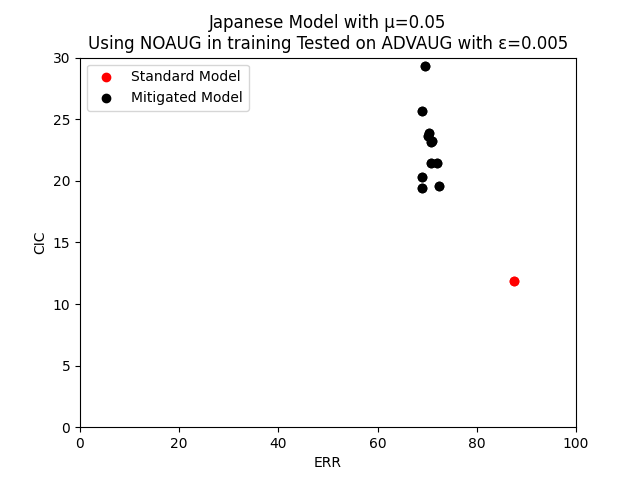 Japanese Model with μ=0.05
Using NOAUG in training Tested on ADVAUG with ε=0.005
Standard Model
Mitigated Model
30
25
20
15
10
5
0
CIC
0 20 40 60 80 100
ERR